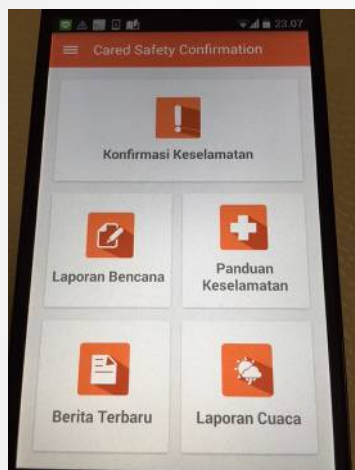 23.07
Cared Safety Confirmation
Konfirmasi Keselamatan
Laporan Bencana
Panduan
Keselamatan
Berita Terbaru
Laporan Cuaca